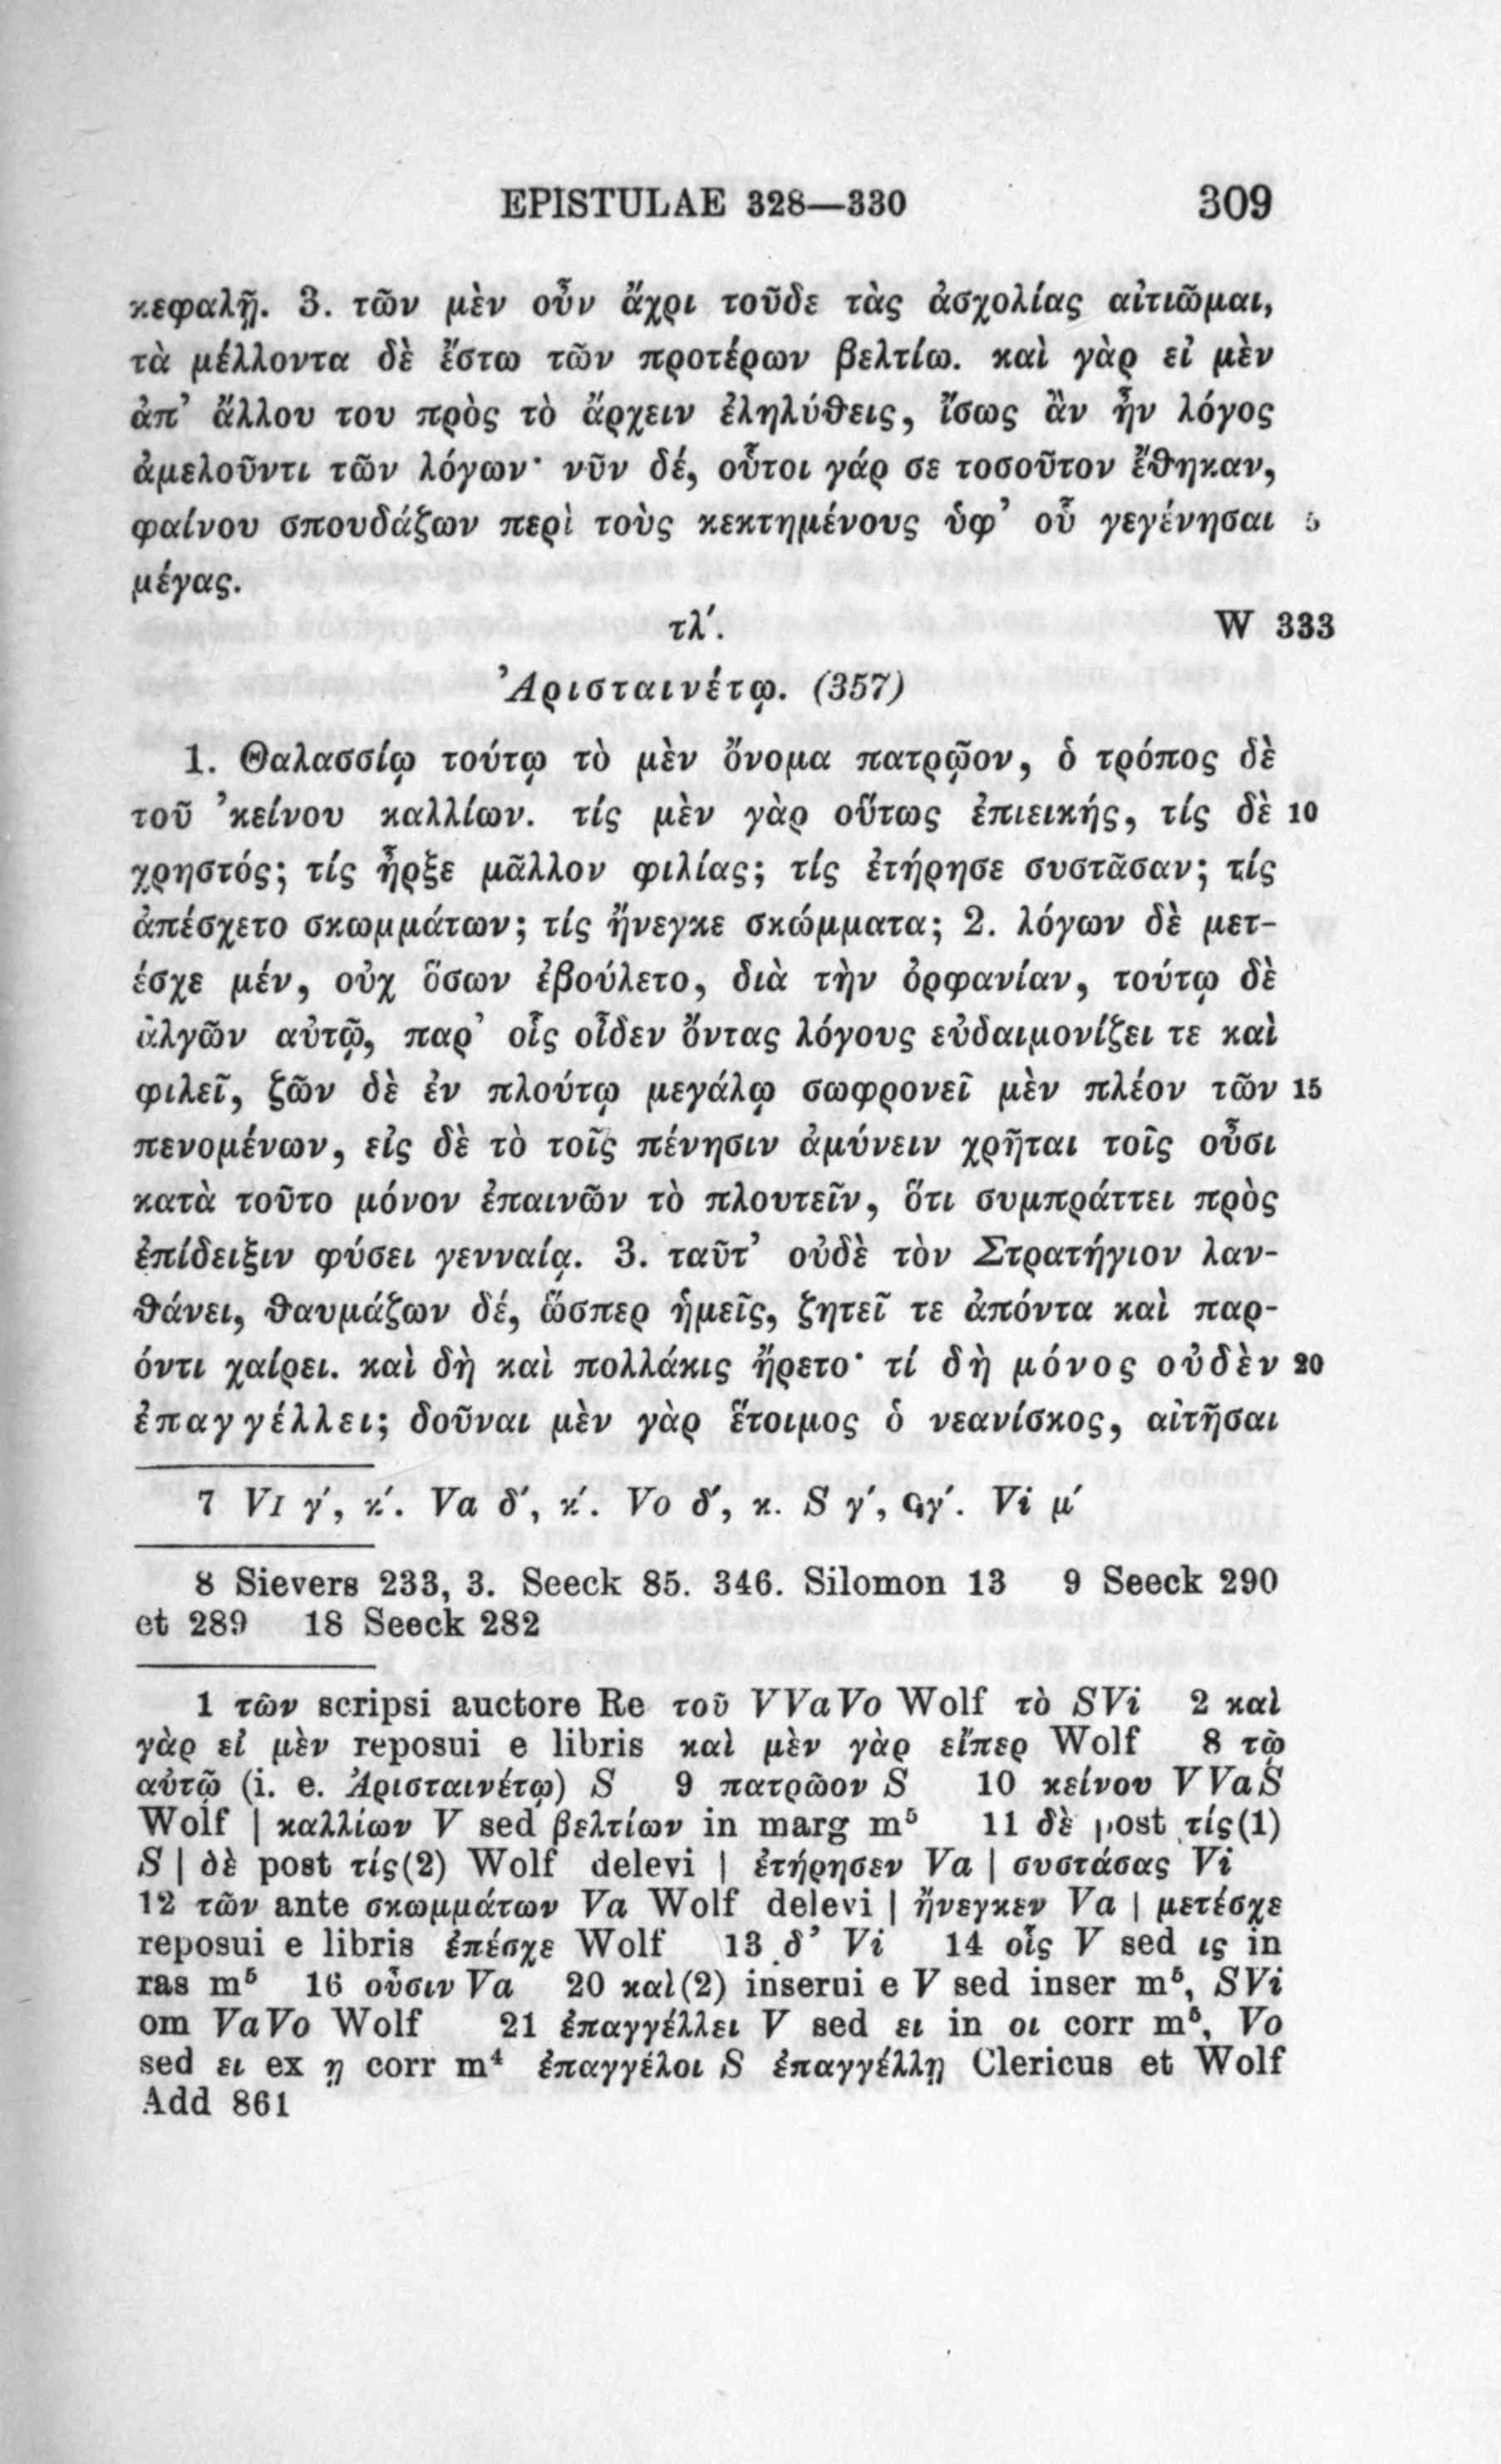 EPISTULAE 328—330 309
κεφαλῇ. 3. τῶν μὲν οὖν ἄχρι τοῦδε τὰς ἀσχολίας αἰτιῶμαι,
τὰ μέλλοντα δὲ ἔστω τῶν προτέρων βελτίω. καὶ γὰρ εἰ μὲν
ἀπ’ ἄλλου του πρὸς τὸ ἄρχειν ἐληλύθεις, ἴσως ἂν ἦν λόγος
ἀμελοῦντι τῶν λόγων· νῦν δέ, οὗτοι γάρ σε τοσοῦτον ἔθηκαν,
φαίνου σπουδάζων περὶ τοὺς κεκτημένους ὑφ’ οὗ γεγένησαι 5
μέγας.
τλ′. W 333
Ἀρισταινέτῳ. (357)
1. Θαλασσίῳ τούτῳ τὸ μὲν ὄνομα πατρῷον, ὁ τρόπος δὲ
τοῦ ’κείνου καλλίων. τίς μὲν γὰρ οὕτως ἐπιεικής, τίς δὲ 10
χρηστός; τίς ἦρξε μᾶλλον φιλίας; τίς ἐτήρησε συστᾶσαν; τίς
ἀπέσχετο σκωμμάτων; τίς ἤνεγκε σκώμματα; 2. λόγων δὲ μετ-
έσχε μέν, οὐχ ὅσων ἐβούλετο, διὰ τὴν ὀρφανίαν, τούτῳ δὲ
ἀλγῶν αὐτῷ, παρ’ οἷς οἶδεν ὄντας λόγους εὐδαιμονίζει τε καὶ
φιλεῖ, ζῶν δὲ ἐν πλούτῳ μεγάλῳ σωφρονεῖ μὲν πλέον τῶν 15
πενομένων, εἰς δὲ τὸ τοῖς πένησιν ἀμύνειν χρῆται τοῖς οὖσι
κατὰ τοῦτο μόνον ἐπαινῶν τὸ πλουτεῖν, ὅτι συμπράττει πρὸς
ἐπίδειξιν φύσει γενναίᾳ. 3. ταῦτ’ οὐδὲ τὸν Στρατήγιον λαν-
θάνει, θαυμάζων δέ, ὥσπερ ἡμεῖς, ζητεῖ τε ἀπόντα καὶ παρ-
όντι χαίρει. καὶ δὴ καὶ πολλάκις ἤρετο· τί δὴ μόνος οὐδὲν 20
ἐπαγγέλλει; δοῦναι μὲν γὰρ ἕτοιμος ὁ νεανίσκος, αἰτῆσαι
7 VI γ′, κ′. Va δ′, κ′. Vo δ′, κ. S γ′, ϟγ′. Vi μ′
8 Sievers 233, 3. Seeck 85. 346. Silomon 13 9 Seeck 290
et 289 18 Seeck 282
1 τῶν scripsi auctore Re τοῦ VVaVo Wolf τὸ SVi 2 καὶ
γὰρ εἰ μὲν reposui e libris καὶ μὲν γὰρ εἴπερ Wolf 8 τῷ
αὐτῷ (i. e. Ἀρισταινέτῳ) S 9 πατρῶον S 10 κείνου VVaS
Wolf | καλλίων V sed βελτίων in marg m⁵ 11 δὲ post τίς(1)
S | δὲ post τίς(2) Wolf delevi | ἐτήρησεν Va | συστάσας Vi
12 τῶν ante σκωμμάτων Va Wolf delevi | ἤνεγκεν Va | μετέσχε
reposui e libris ἐπέσχε Wolf 13 δ’ Vi 14 οἷς V sed ις in
ras m⁵ 16 οὖσιν Va 20 καὶ(2) inserui e V sed inser m⁵, SVi
om VaVo Wolf 21 ἐπαγγέλλει V sed ει in οι corr m⁵, Vo
sed ει ex ῃ corr m⁴ ἐπαγγέλοι S ἐπαγγέλλῃ Clericus et Wolf
Add 861